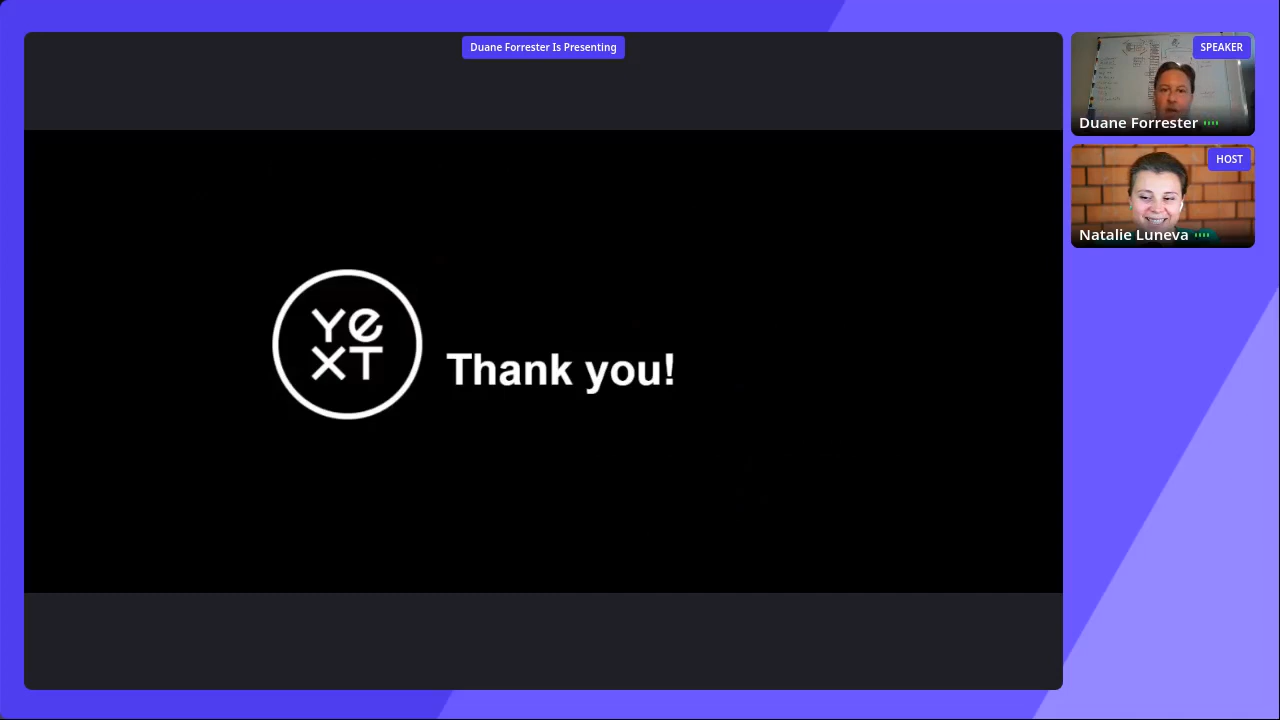 Duane Forrester Is Presenting
SPEAKER
Duane Forrester
HOST
Natalie Luneva
Ye
XT
Thank you!